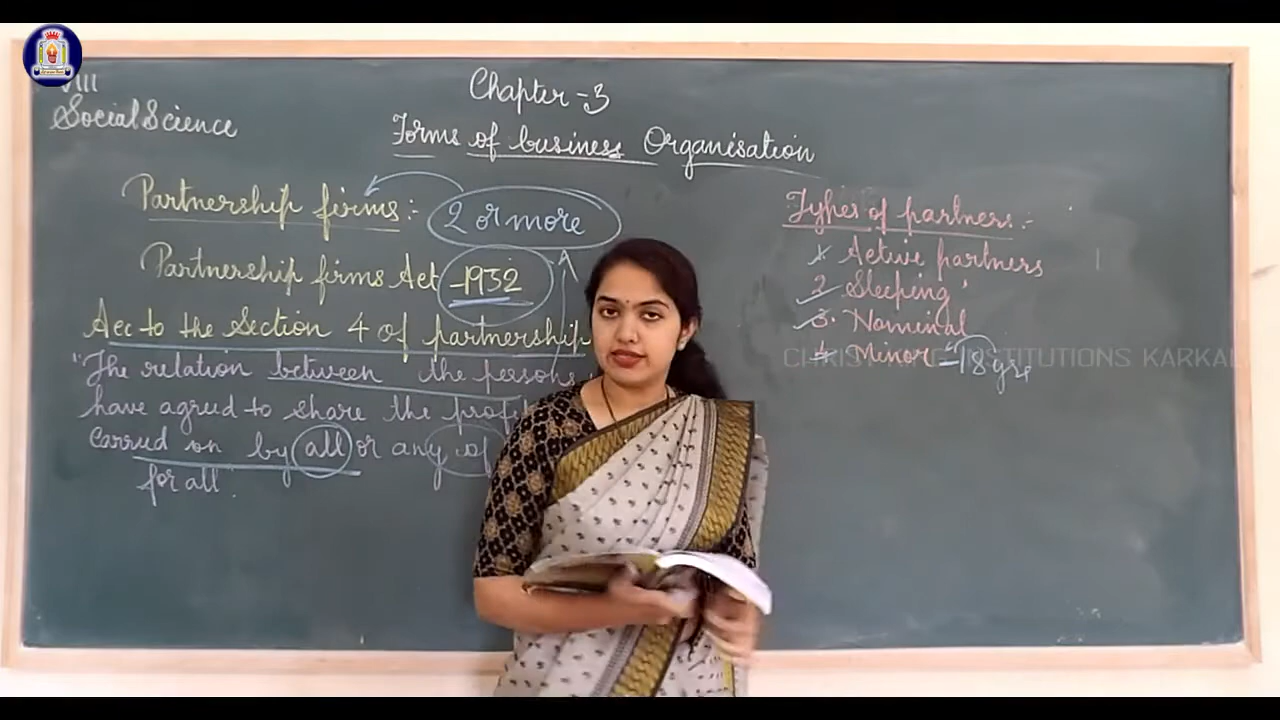 VIII
Social Science
Chapter - 3
Forms of business Organisation
Partnership firms :-
2 or more
Partnership firms Act - 1932
Acc to the Section 4 of partnership
"The relation between the persons
have agreed to share the prof
Carried on by all or any of
for all.
Types of partners :-
1. Active partners
2. Sleeping "
3. Nominal
4. Minor - 18 yrs
CHRIST KING INSTITUTIONS KARKAL